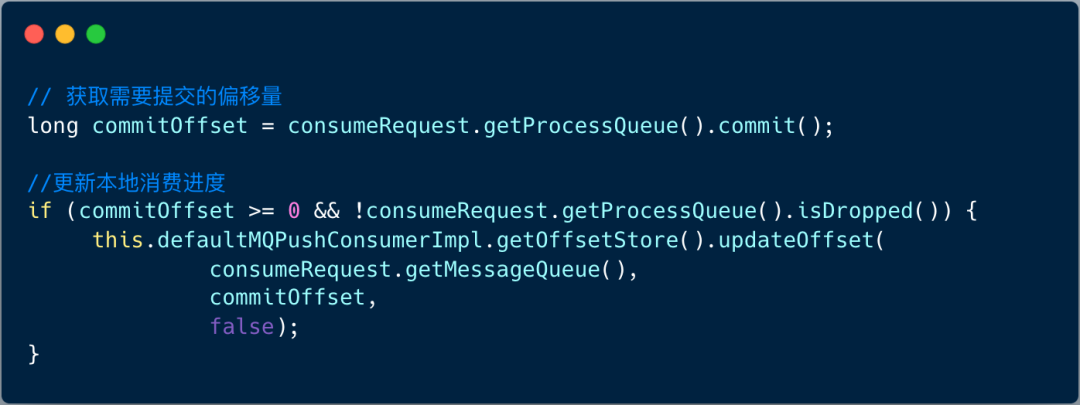 // 获取需要提交的偏移量
long commitOffset = consumeRequest.getProcessQueue().commit();
//更新本地消费进度
if (commitOffset >= 0 && !consumeRequest.getProcessQueue().isDropped()) {
this.defaultMQPushConsumerImpl.getOffsetStore().updateOffset(
consumeRequest.getMessageQueue(),
commitOffset,
false);
}